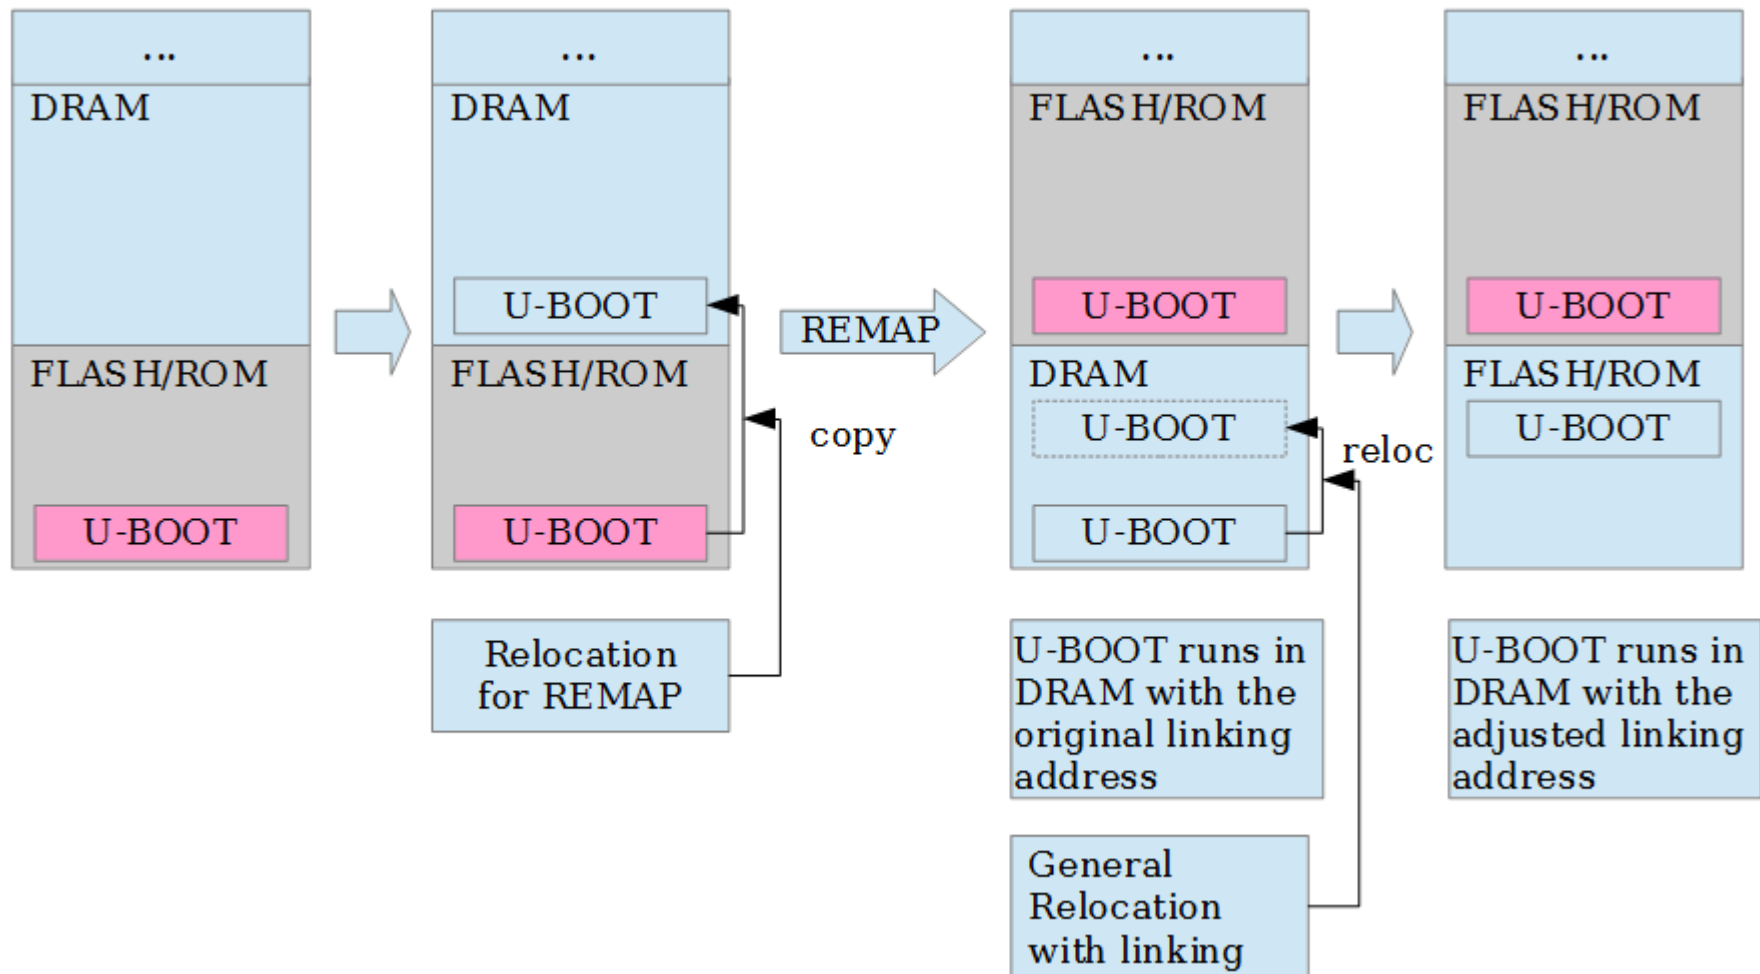 ...
DRAM
FLASH/ROM
U-BOOT
...
DRAM
U-BOOT
FLASH/ROM
U-BOOT
copy
Relocation
for REMAP
REMAP
...
FLASH/ROM
U-BOOT
DRAM
U-BOOT
U-BOOT
reloc
U-BOOT runs in
DRAM with the
original linking
address
General
Relocation
with linking
...
FLASH/ROM
U-BOOT
FLASH/ROM
U-BOOT
U-BOOT runs in
DRAM with the
adjusted linking
address